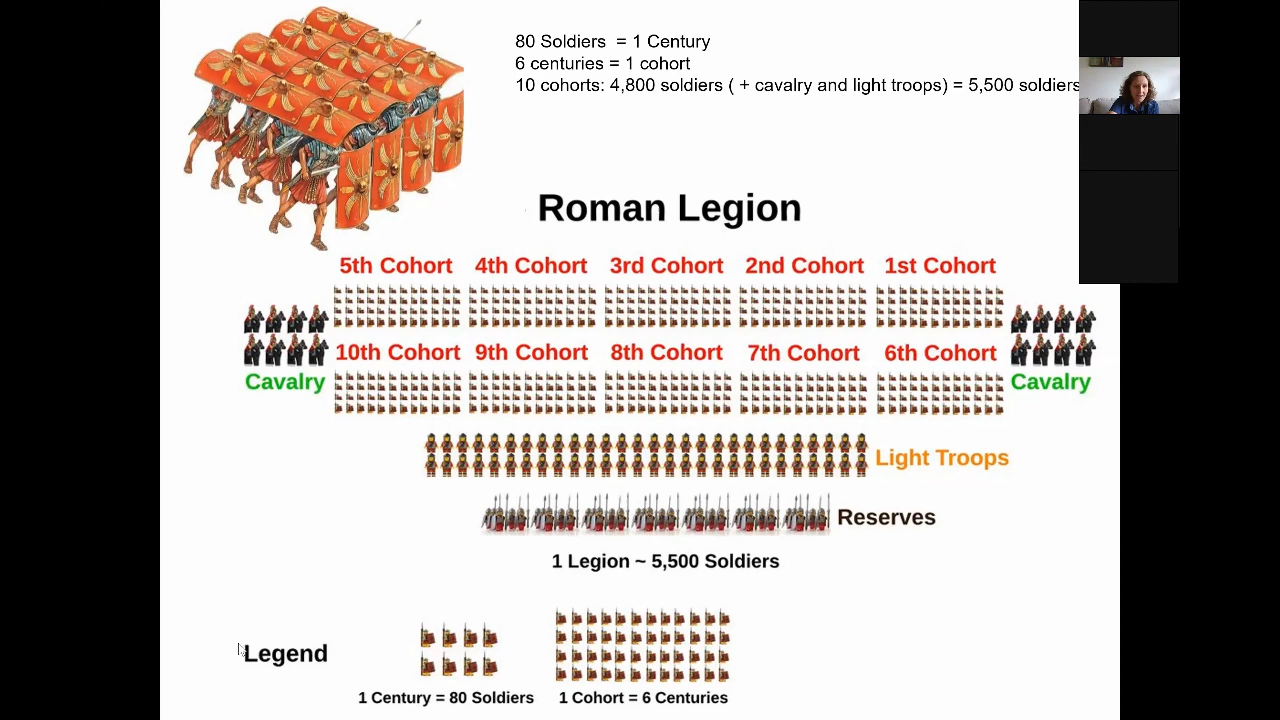 80 Soldiers = 1 Century
6 centuries = 1 cohort
10 cohorts: 4,800 soldiers ( + cavalry and light troops) = 5,500 soldiers
Roman Legion
5th Cohort 4th Cohort 3rd Cohort 2nd Cohort 1st Cohort
10th Cohort 9th Cohort 8th Cohort 7th Cohort 6th Cohort
Cavalry Cavalry
Light Troops
Reserves
1 Legion ~ 5,500 Soldiers
Legend
1 Century = 80 Soldiers 1 Cohort = 6 Centuries